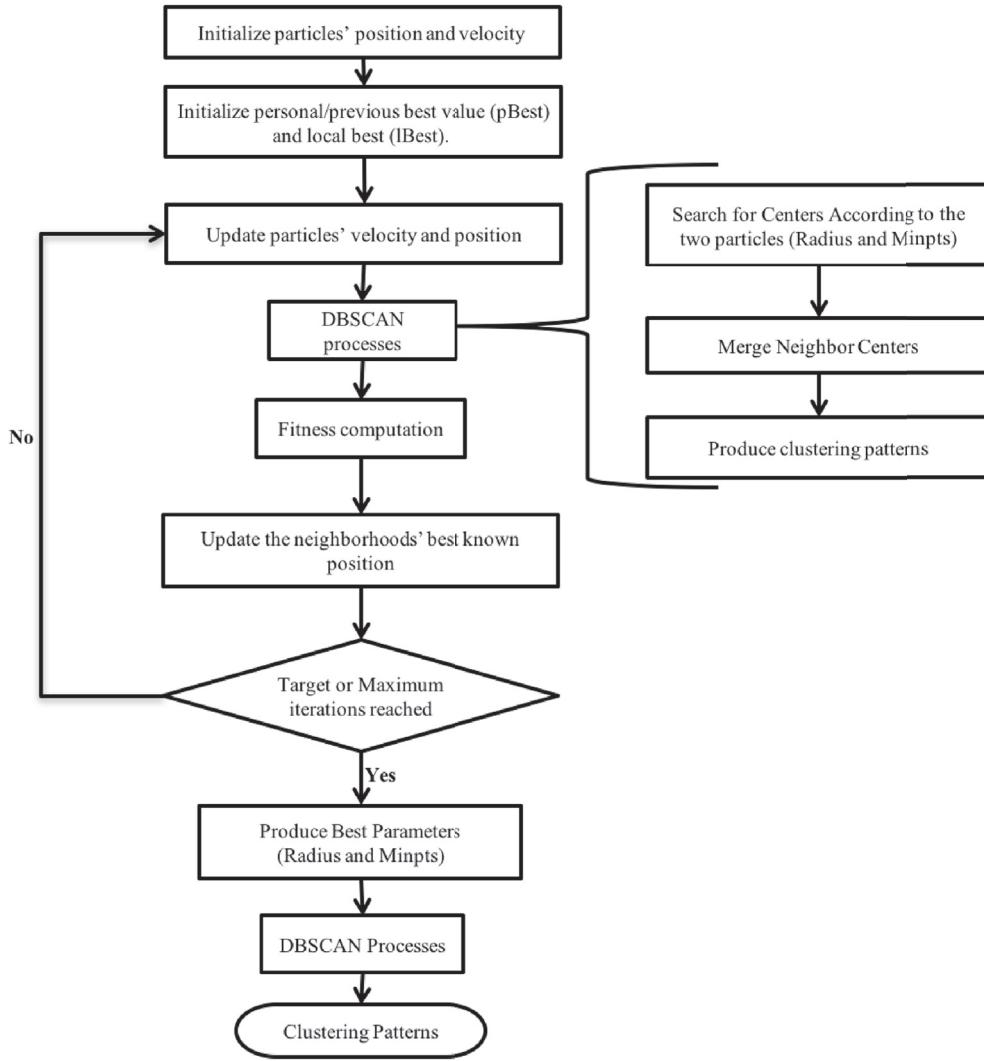 Initialize particles' position and velocity
Initialize personal/previous best value (pBest)
and local best (lBest).
Update particles' velocity and position
DBSCAN
processes
Search for Centers According to the
two particles (Radius and Minpts)
Merge Neighbor Centers
Produce clustering patterns
Fitness computation
No
Update the neighborhoods' best known
position
Target or Maximum
iterations reached
Yes
Produce Best Parameters
(Radius and Minpts)
DBSCAN Processes
Clustering Patterns